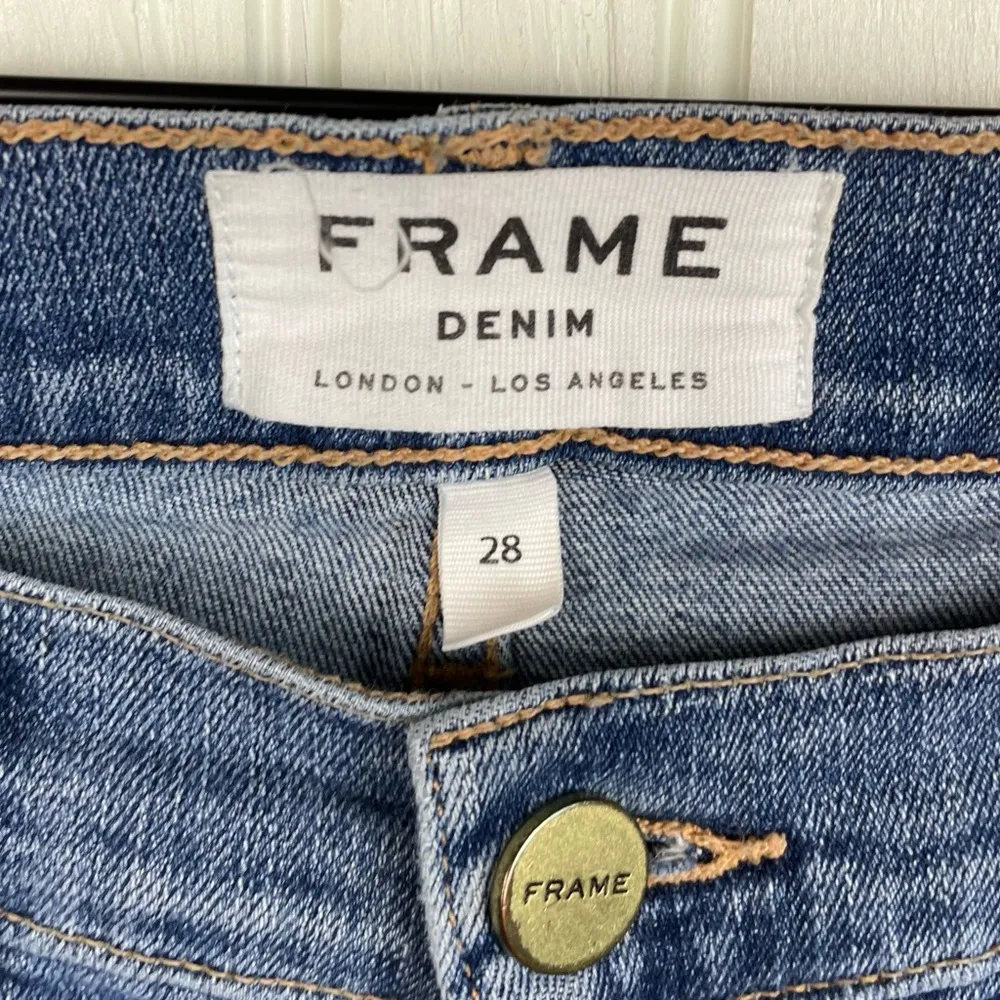 FRAME
DENIM
LONDON - LOS ANGELES
28
FRAME